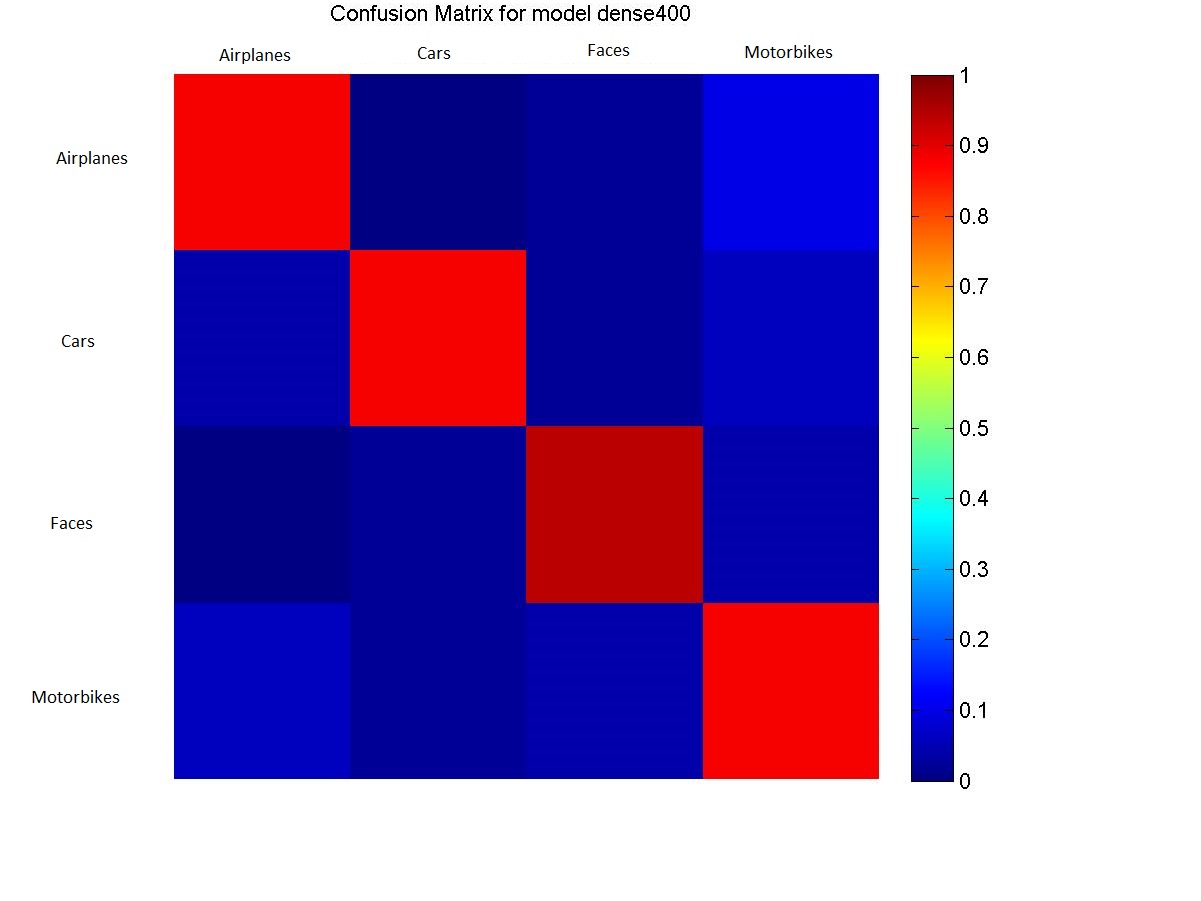 Confusion Matrix for model dense400
Airplanes Cars Faces Motorbikes
Airplanes
Cars
Faces
Motorbikes
1
0.9
0.8
0.7
0.6
0.5
0.4
0.3
0.2
0.1
0